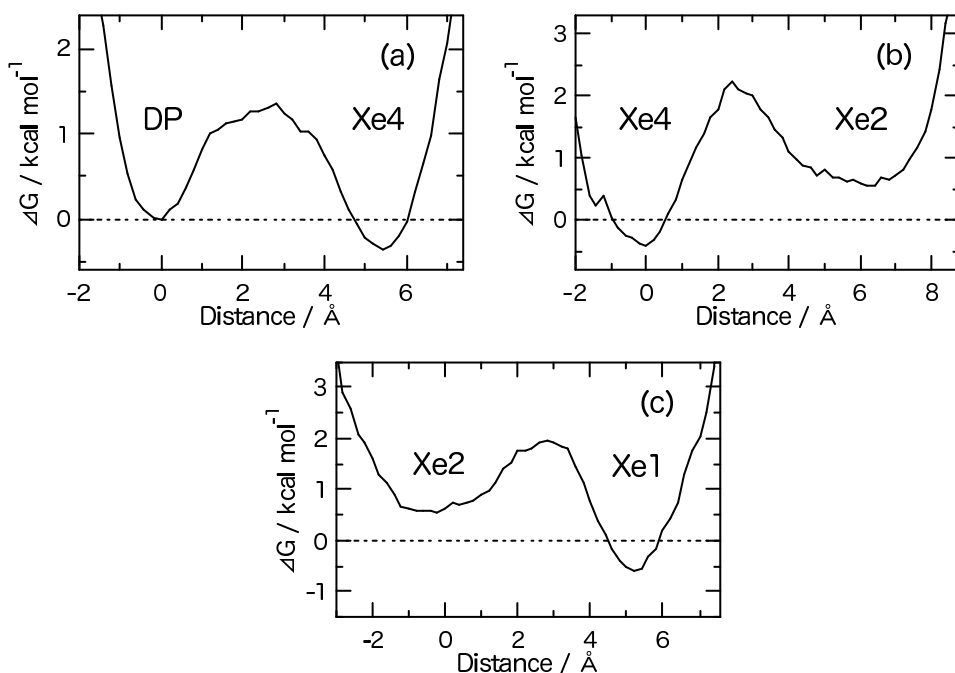 (a)
ΔG / kcal mol⁻¹
2
1
0
DP
Xe4
-2 0 2 4 6
Distance / Å
(b)
ΔG / kcal mol⁻¹
3
2
1
0
Xe4
Xe2
-2 0 2 4 6 8
Distance / Å
(c)
ΔG / kcal mol⁻¹
3
2
1
0
-1
Xe2
Xe1
-2 0 2 4 6
Distance / Å